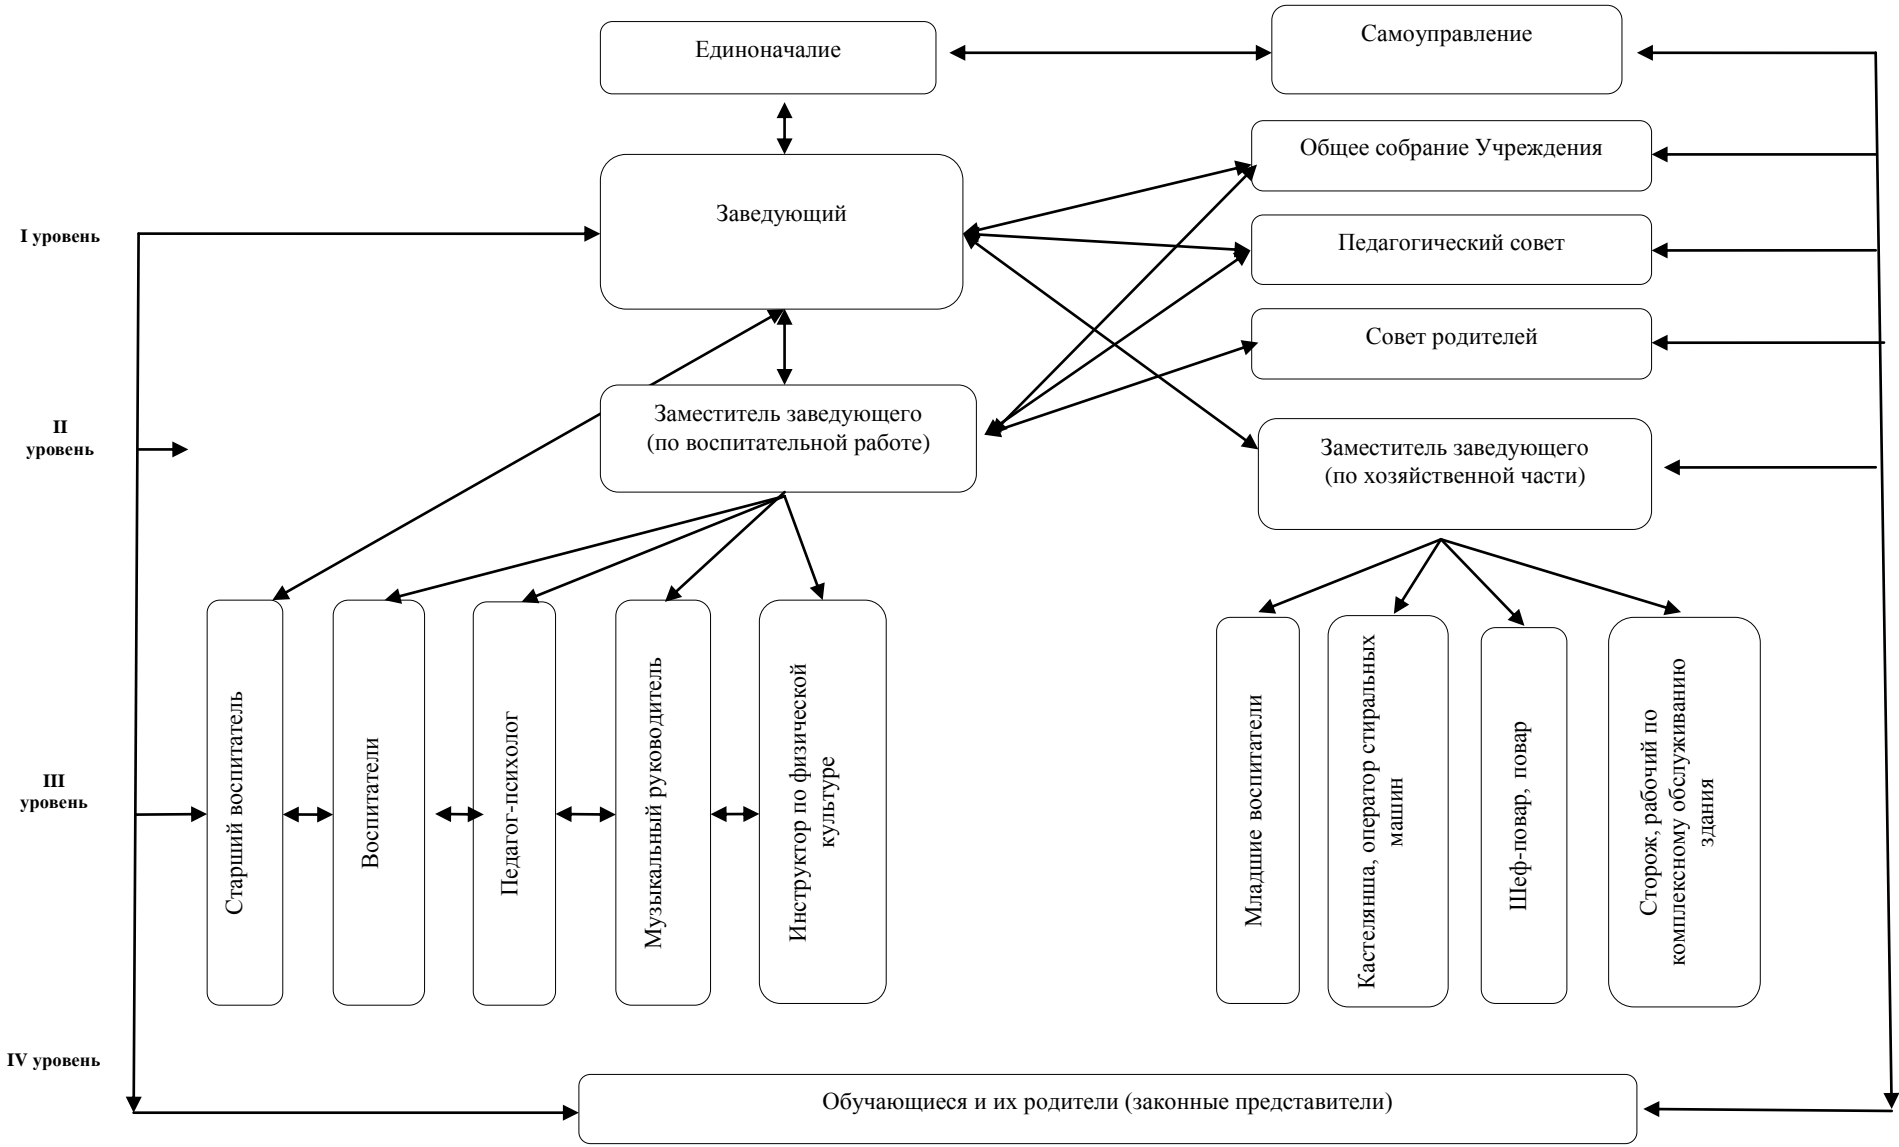 Единоначалие
Самоуправление
Общее собрание Учреждения
Заведующий
I уровень
Педагогический совет
Совет родителей
II
уровень
Заместитель заведующего
(по воспитательной работе)
Заместитель заведующего
(по хозяйственной части)
III
уровень
Старший воспитатель
Воспитатели
Педагог-психолог
Музыкальный руководитель
Инструктор по физической
культуре
Младшие воспитатели
Кастелянша, оператор стиральных
машин
Шеф-повар, повар
Сторож, рабочий по
комплексному обслуживанию
здания
IV уровень
Обучающиеся и их родители (законные представители)